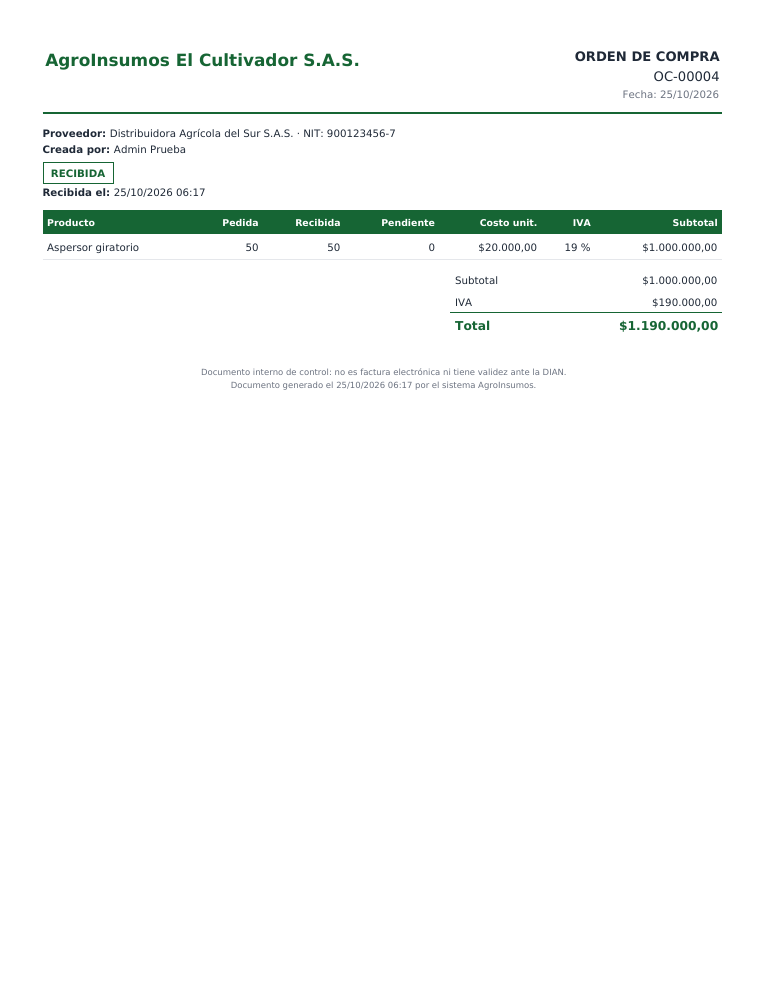 AgroInsumos El Cultivador S.A.S.
ORDEN DE COMPRA
OC-00004
Fecha: 25/10/2026
Proveedor: Distribuidora Agrícola del Sur S.A.S. · NIT: 900123456-7
Creada por: Admin Prueba
RECIBIDA
Recibida el: 25/10/2026 06:17
Producto Pedida Recibida Pendiente Costo unit. IVA Subtotal
Aspersor giratorio 50 50 0 $20.000,00 19 % $1.000.000,00
Subtotal $1.000.000,00
IVA $190.000,00
Total $1.190.000,00
Documento interno de control: no es factura electrónica ni tiene validez ante la DIAN.
Documento generado el 25/10/2026 06:17 por el sistema AgroInsumos.